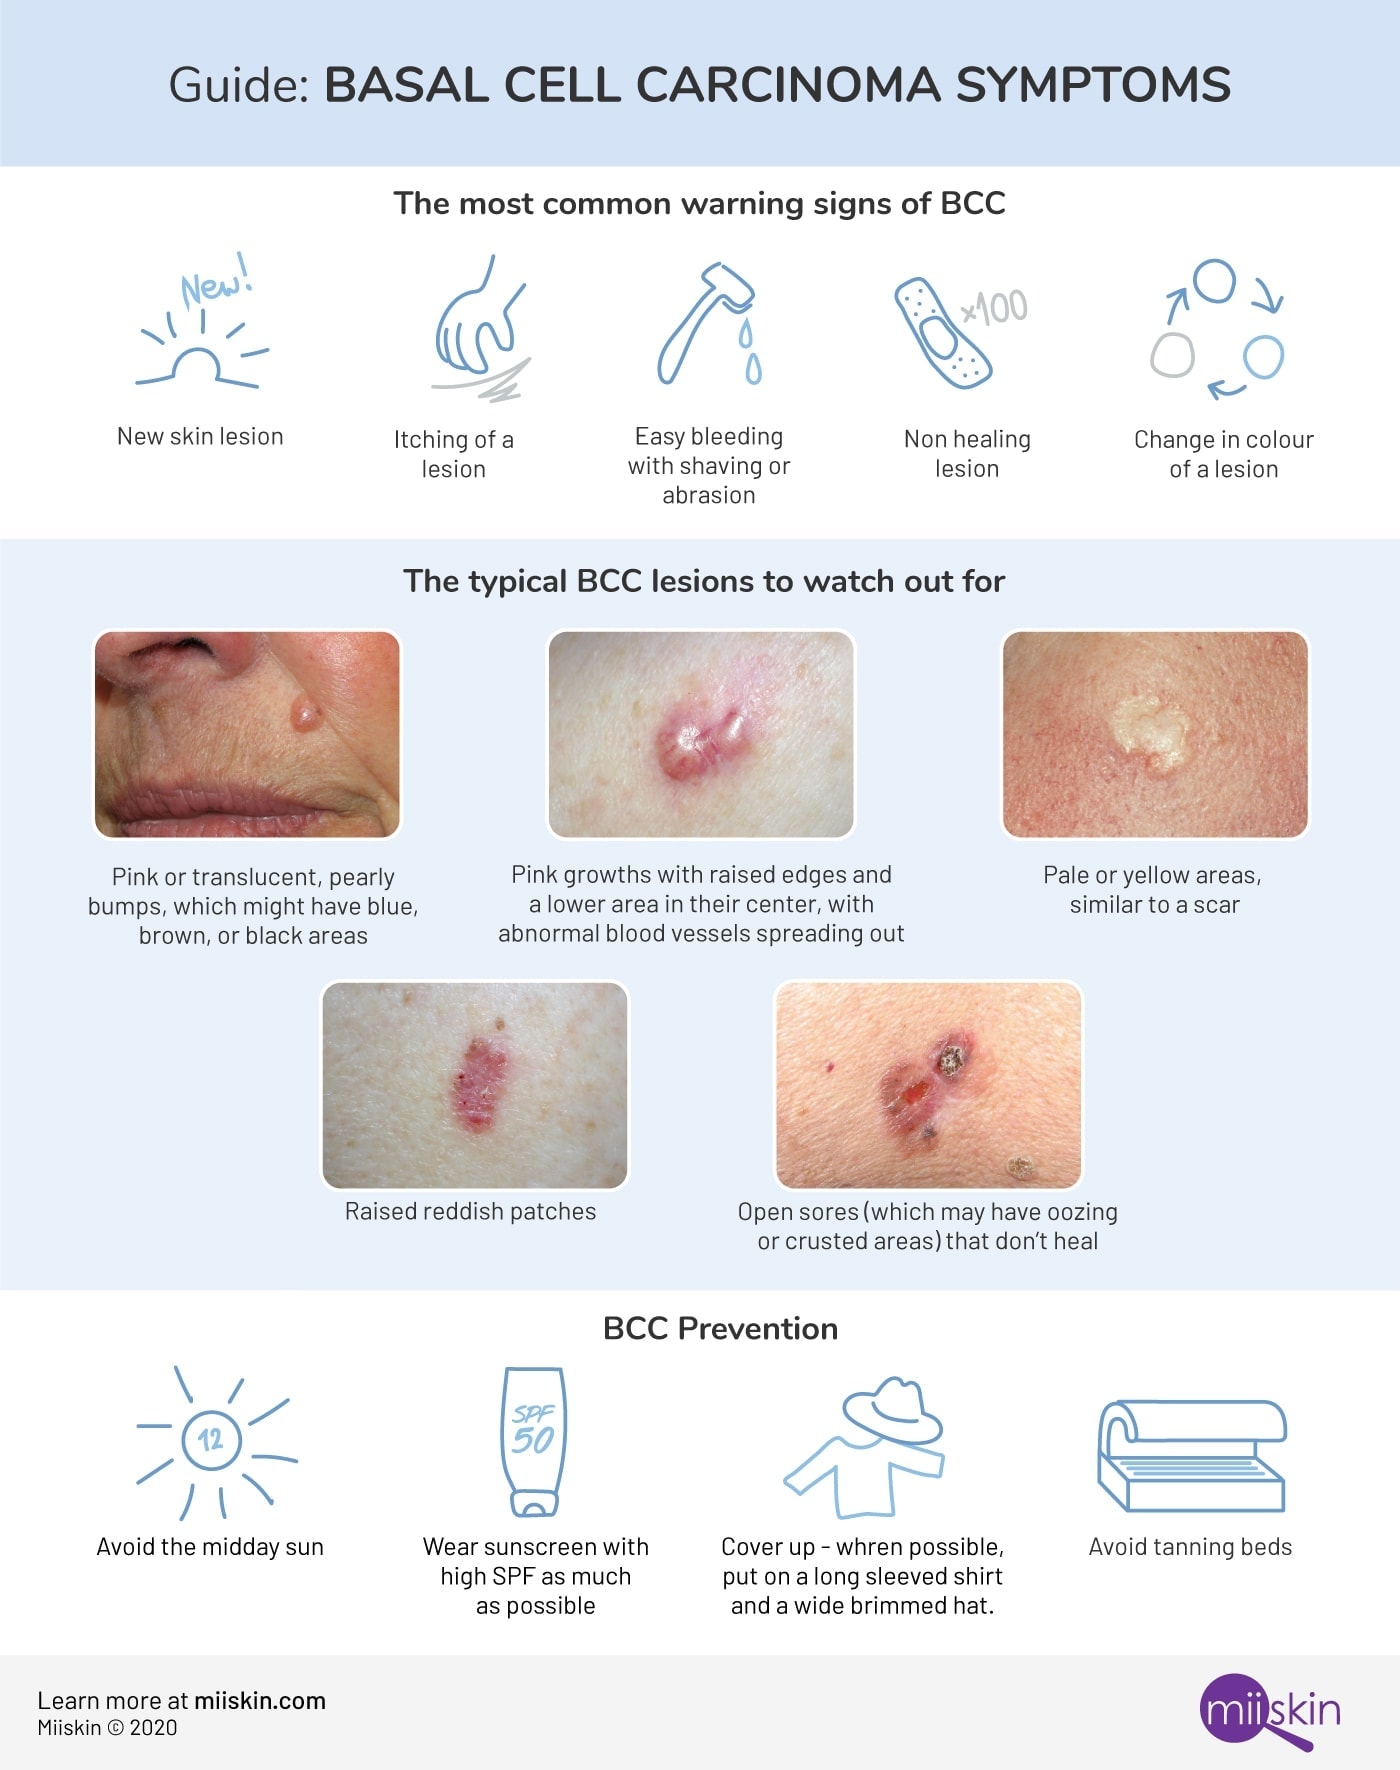 Guide: BASAL CELL CARCINOMA SYMPTOMS
The most common warning signs of BCC
New!
×100
New skin lesion
Itching of a
lesion
Easy bleeding
with shaving or
abrasion
Non healing
lesion
Change in colour
of a lesion
The typical BCC lesions to watch out for
Pink or translucent, pearly
bumps, which might have blue,
brown, or black areas
Pink growths with raised edges and
a lower area in their center, with
abnormal blood vessels spreading out
Pale or yellow areas,
similar to a scar
Raised reddish patches
Open sores (which may have oozing
or crusted areas) that don't heal
BCC Prevention
12
SPF
50
Avoid the midday sun
Wear sunscreen with
high SPF as much
as possible
Cover up - whren possible,
put on a long sleeved shirt
and a wide brimmed hat.
Avoid tanning beds
Learn more at miiskin.com
Miiskin © 2020
miiskin